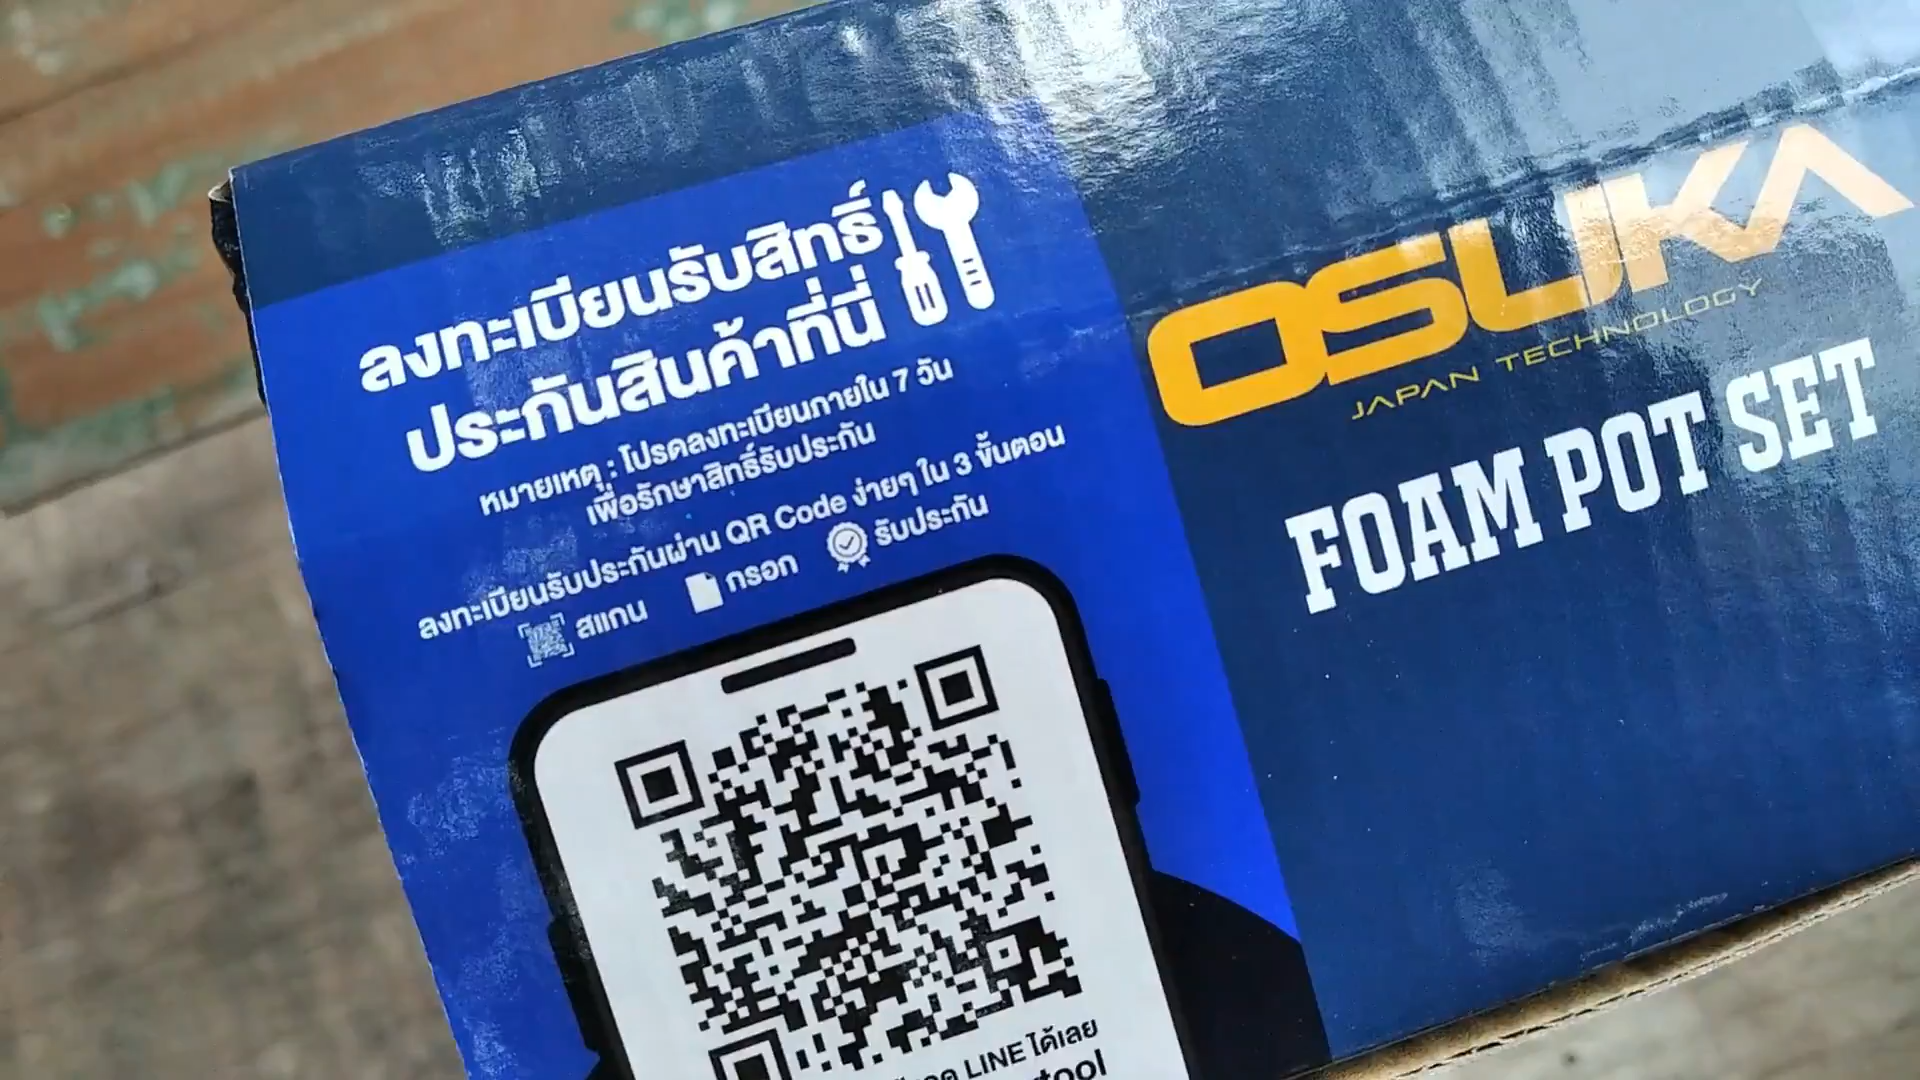 ลงทะเบียนรับสิทธิ์
ประกันสินค้าที่นี่
หมายเหตุ : โปรดลงทะเบียนภายใน 7 วัน
เพื่อรักษาสิทธิ์รับประกัน
ลงทะเบียนรับประกันผ่าน QR Code ง่ายๆ ใน 3 ขั้นตอน
สแกน กรอก รับประกัน
LINE ได้เลย
OSUKA
JAPAN TECHNOLOGY
FOAM POT SET